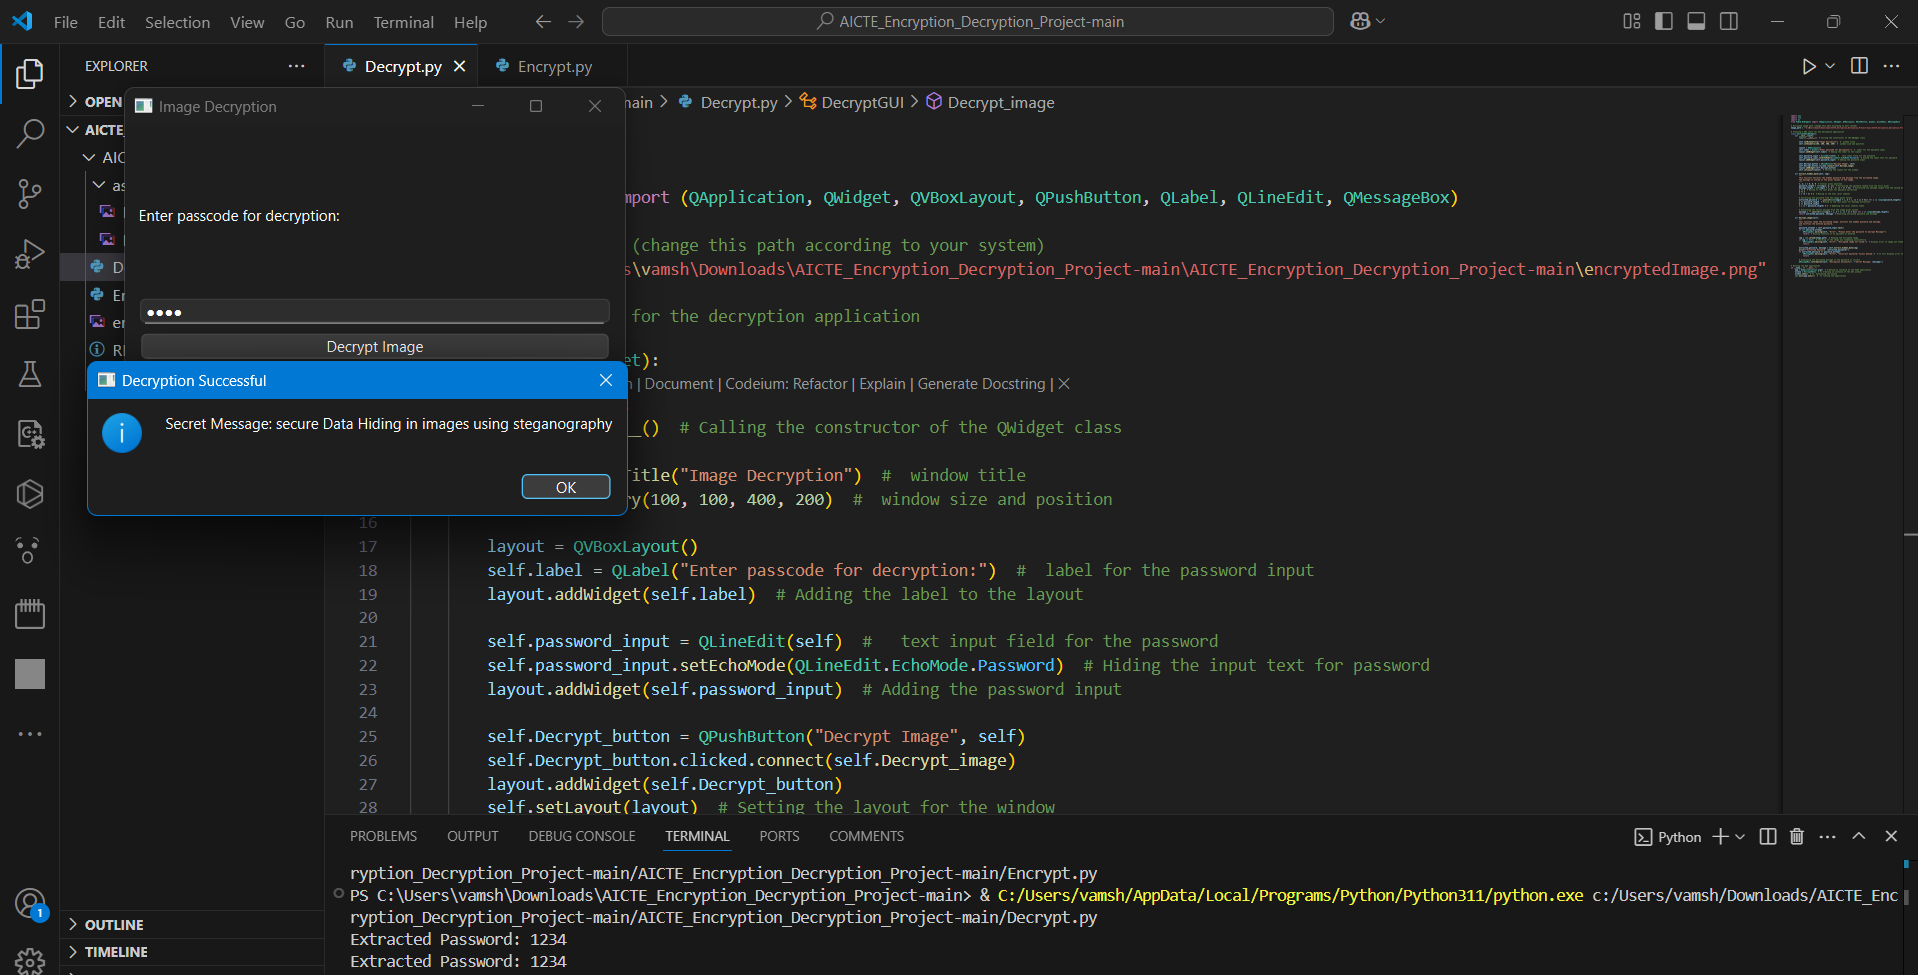 File Edit Selection View Go Run Terminal Help
AICTE_Encryption_Decryption_Project-main
EXPLORER
Decrypt.py
Encrypt.py
OPEN
Image Decryption
ain > Decrypt.py > DecryptGUI > Decrypt_image
AICTE
AIC
as
Enter passcode for decryption:
mport (QApplication, QWidget, QVBoxLayout, QPushButton, QLabel, QLineEdit, QMessageBox)
(change this path according to your system)
s\vamsh\Downloads\AICTE_Encryption_Decryption_Project-main\AICTE_Encryption_Decryption_Project-main\encryptedImage.png"
D
En
for the decryption application
en
RE
Decrypt Image
et):
Decryption Successful
| Document | Codeium: Refactor | Explain | Generate Docstring | X
Secret Message: secure Data Hiding in images using steganography
__() # Calling the constructor of the QWidget class
Title("Image Decryption") # window title
OK
ry(100, 100, 400, 200) # window size and position
16
17 layout = QVBoxLayout()
18 self.label = QLabel("Enter passcode for decryption:") # label for the password input
19 layout.addWidget(self.label) # Adding the label to the layout
20
21 self.password_input = QLineEdit(self) # text input field for the password
22 self.password_input.setEchoMode(QLineEdit.EchoMode.Password) # Hiding the input text for password
23 layout.addWidget(self.password_input) # Adding the password input
24
25 self.Decrypt_button = QPushButton("Decrypt Image", self)
26 self.Decrypt_button.clicked.connect(self.Decrypt_image)
27 layout.addWidget(self.Decrypt_button)
28 self.setLayout(layout) # Setting the layout for the window
PROBLEMS OUTPUT DEBUG CONSOLE TERMINAL PORTS COMMENTS
Python
ryption_Decryption_Project-main/AICTE_Encryption_Decryption_Project-main/Encrypt.py
PS C:\Users\vamsh\Downloads\AICTE_Encryption_Decryption_Project-main> & C:/Users/vamsh/AppData/Local/Programs/Python/Python311/python.exe c:/Users/vamsh/Downloads/AICTE_Enc
ryption_Decryption_Project-main/AICTE_Encryption_Decryption_Project-main/Decrypt.py
Extracted Password: 1234
Extracted Password: 1234
1
OUTLINE
TIMELINE